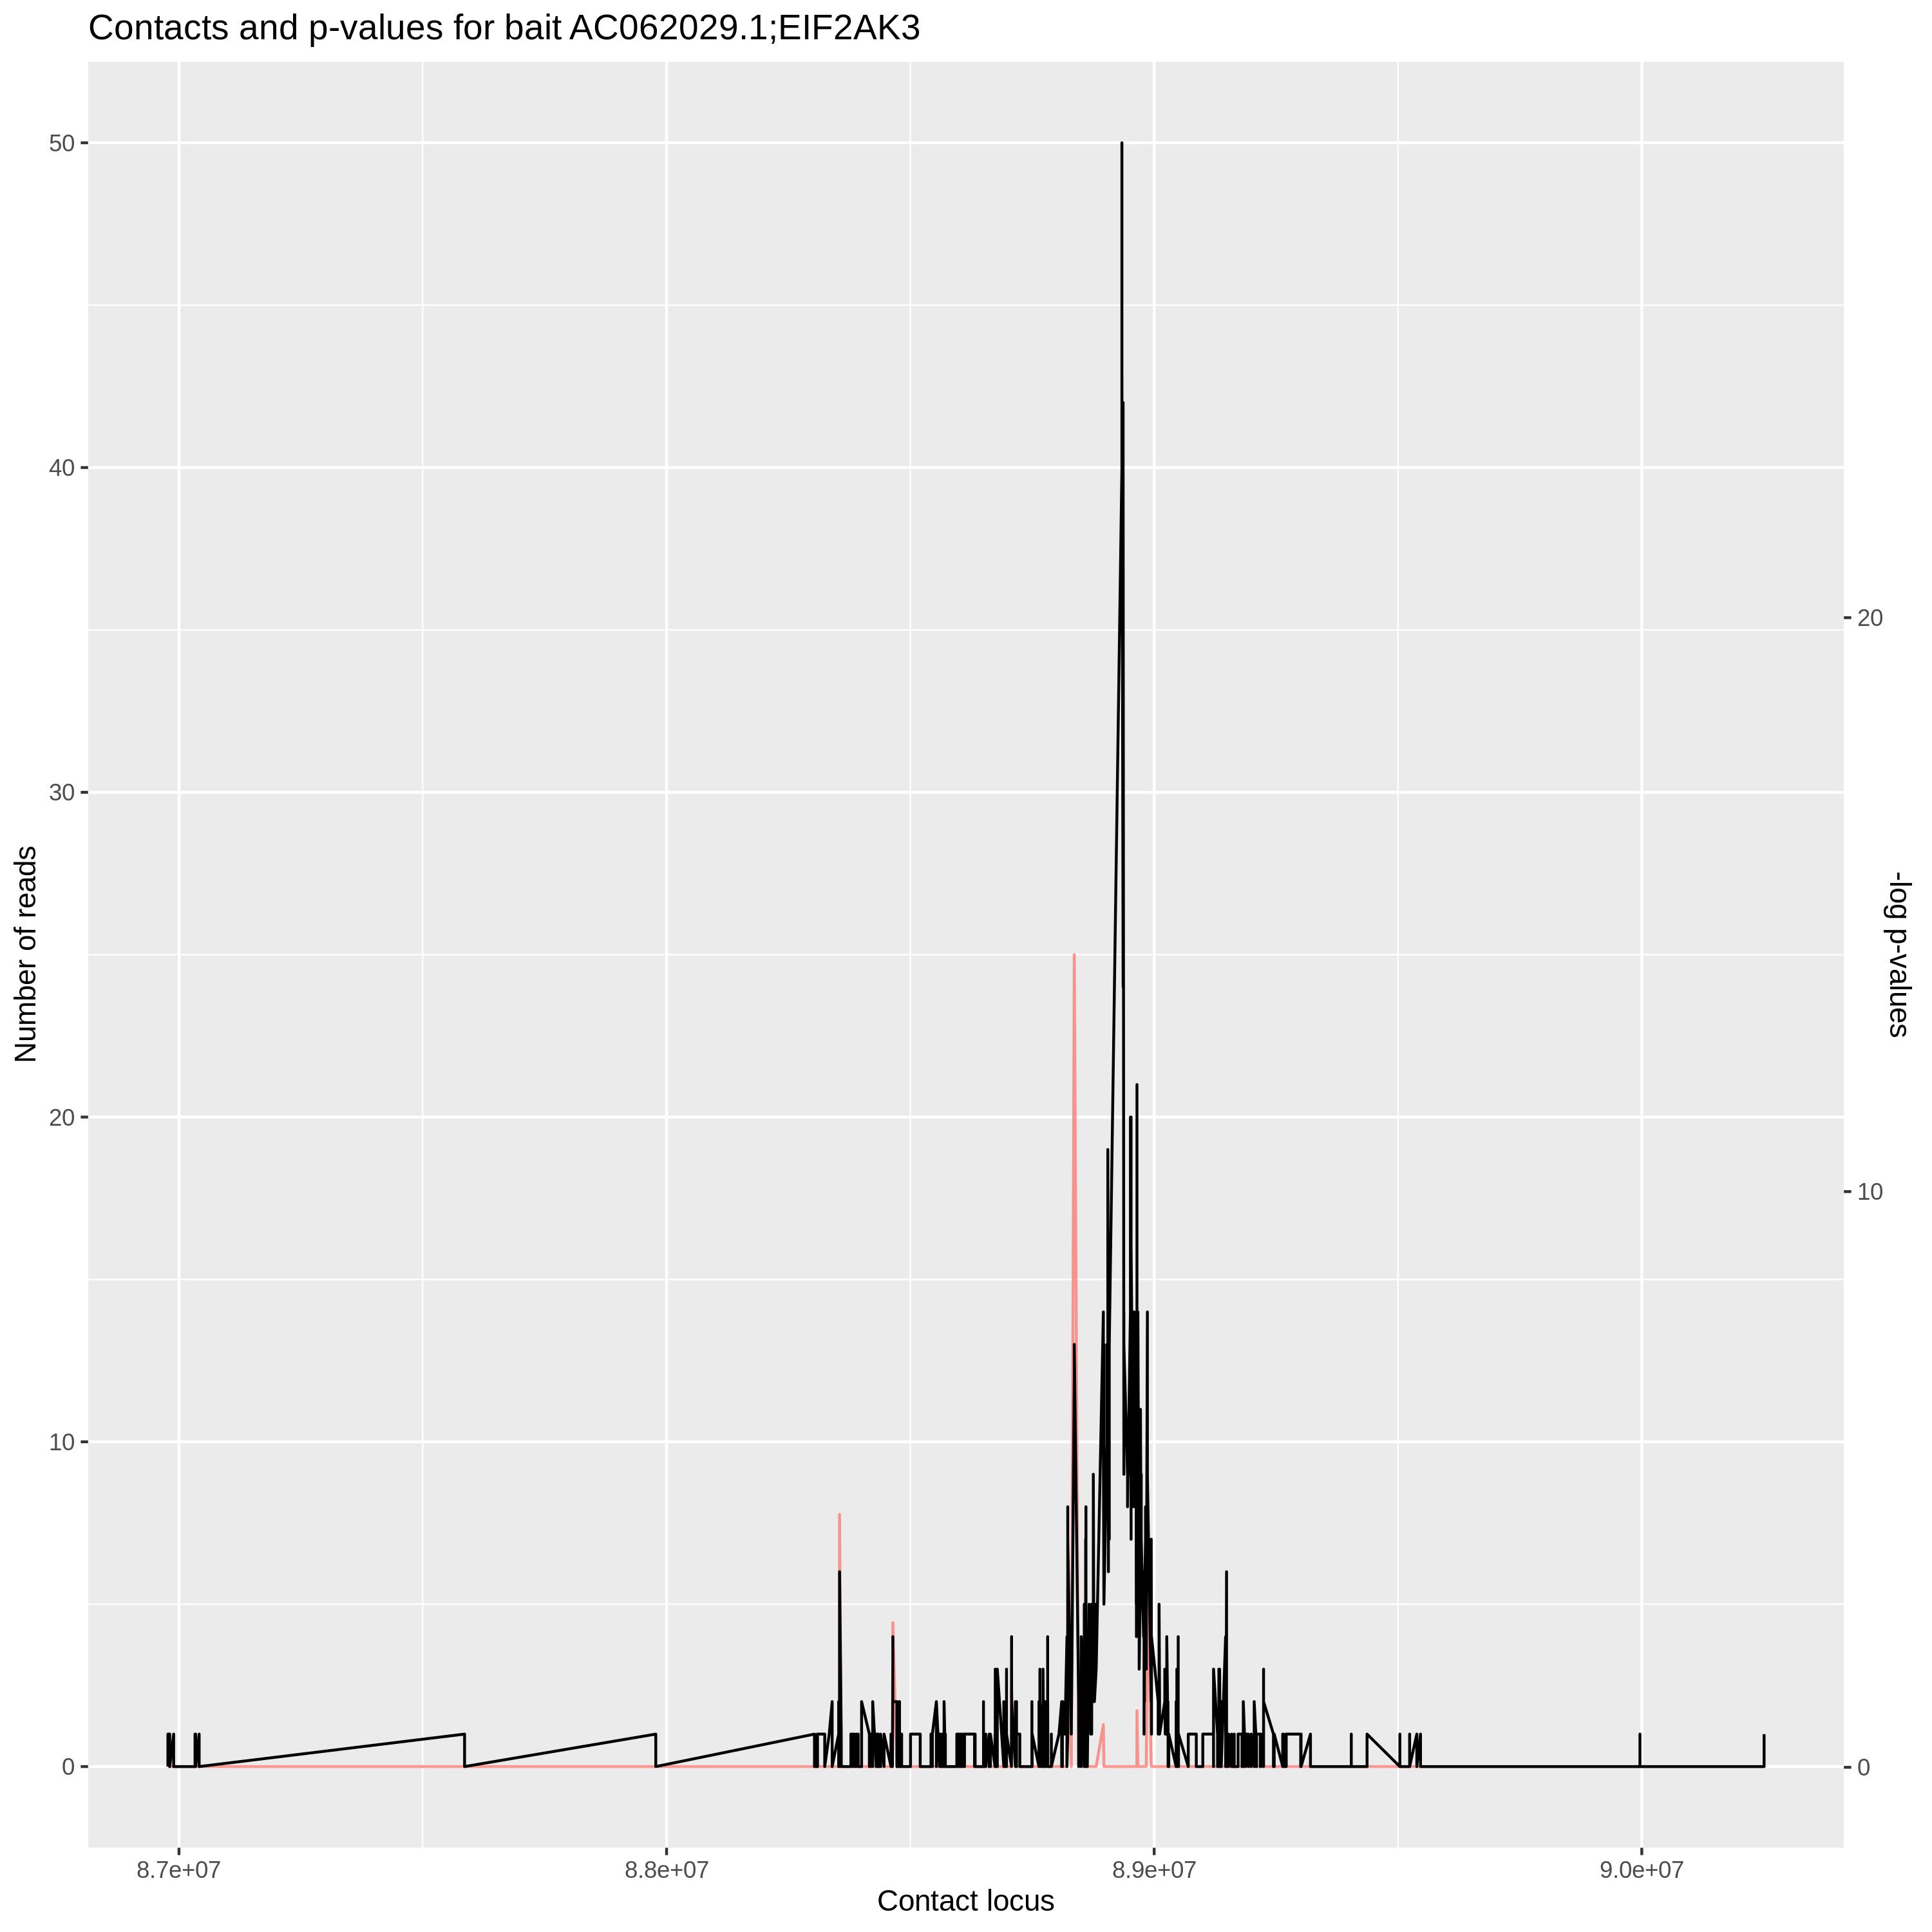 Contacts and p-values for bait AC062029.1;EIF2AK3
50
40
30
20
10
0
Number of reads
20
10
0
-log p-values
8.7e+07
8.8e+07
8.9e+07
9.0e+07
Contact locus